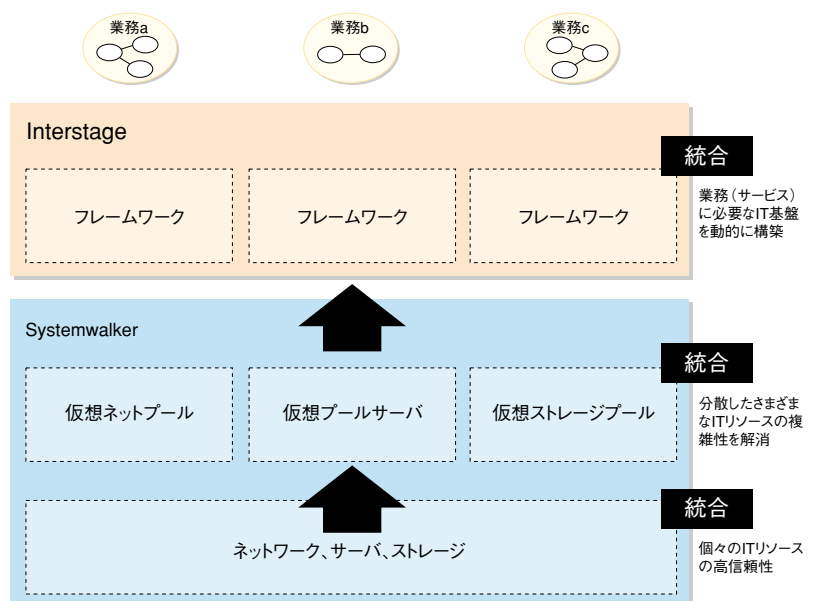 業務a
業務b
業務c
Interstage
統合
業務（サービス）
に必要なIT基盤
を動的に構築
フレームワーク
フレームワーク
フレームワーク
Systemwalker
統合
分散したさまざま
なITリソースの複
雑性を解消
仮想ネットプール
仮想プールサーバ
仮想ストレージプール
統合
個々のITリソース
の高信頼性
ネットワーク、サーバ、ストレージ